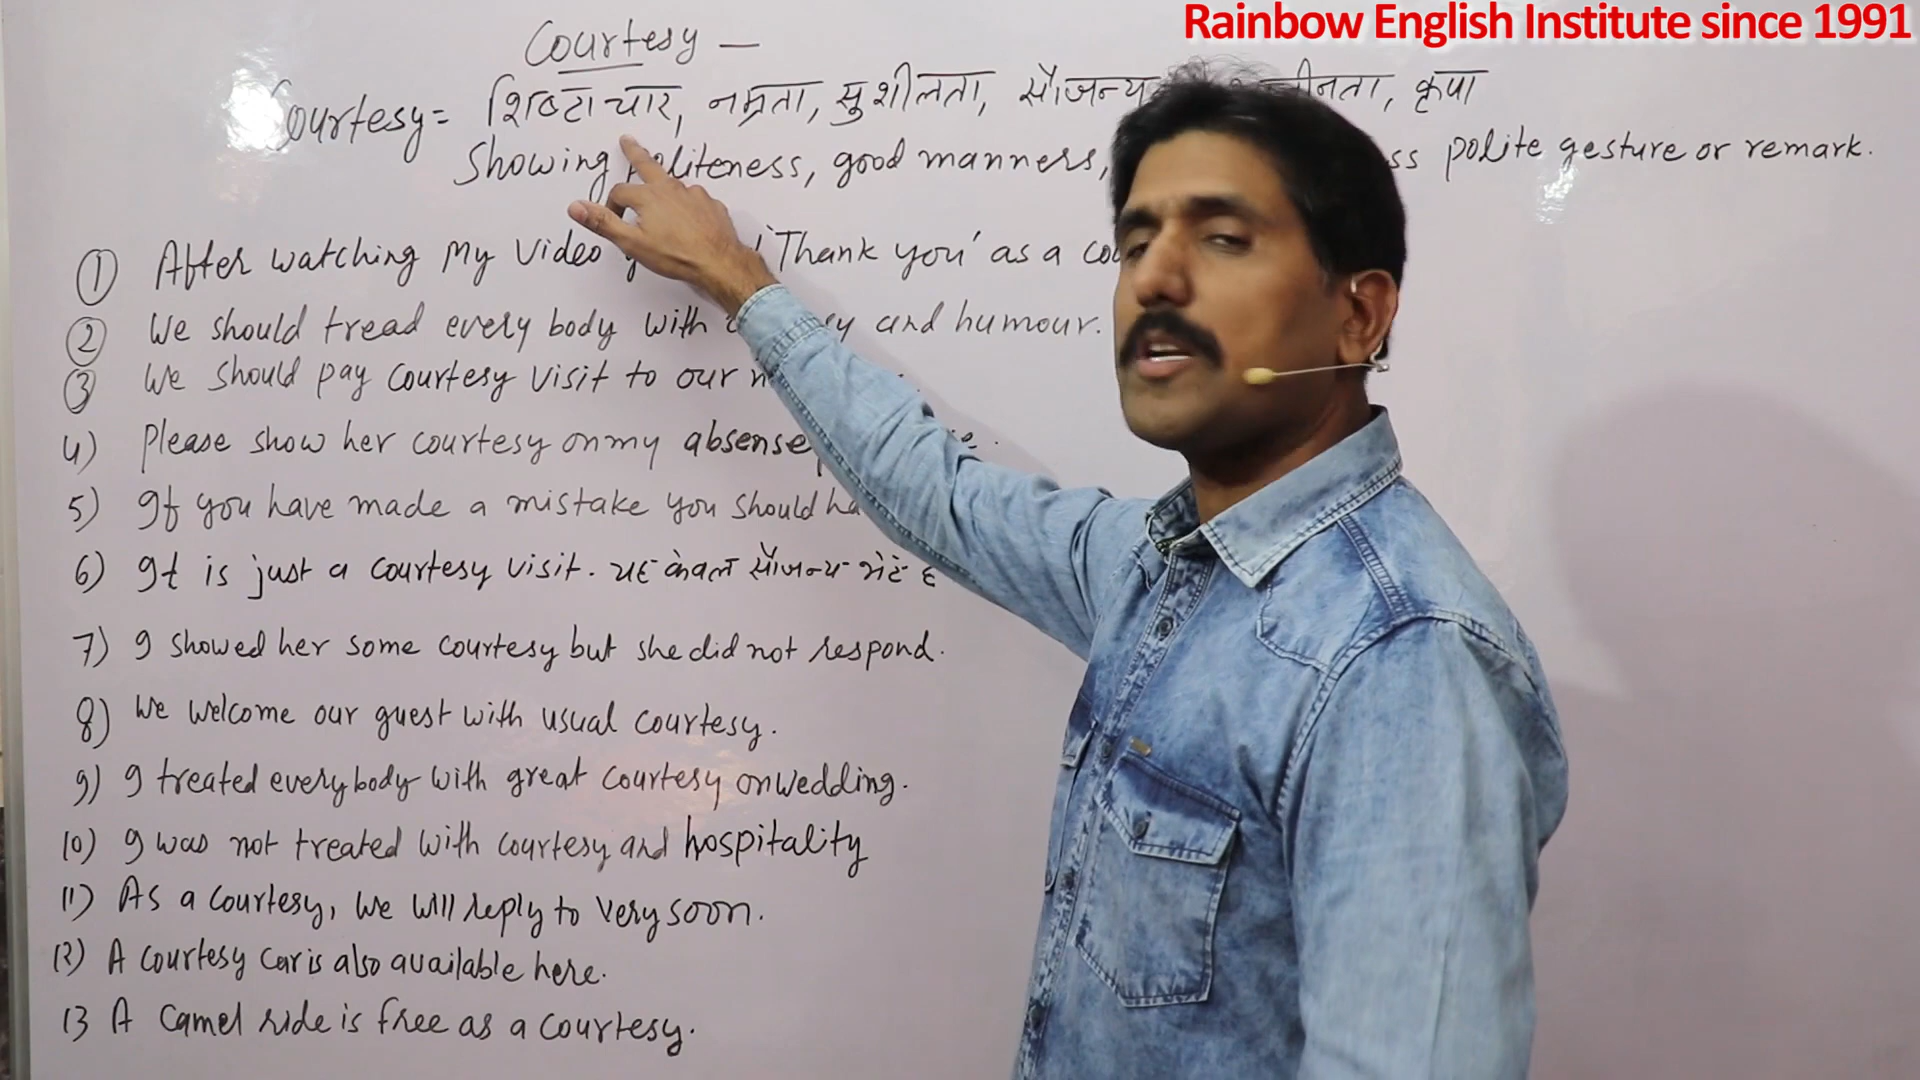 Rainbow English Institute since 1991
Courtesy —
Courtesy = शिष्टाचार, नम्रता, सुशीलता, सौजन्य कृपा
Showing politeness, good manners, polite gesture or remark.
① After watching My Video 'Thank you' as a
② We should tread every body with and humour.
③ We should pay courtesy visit to our
4) Please show her courtesy on my absense
5) If you have made a mistake you should
6) It is just a courtesy visit. यह केवल सौजन्य भेंट है
7) I showed her some courtesy but she did not respond.
8) We welcome our guest with usual courtesy.
9) I treated everybody with great courtesy on wedding.
10) I was not treated with courtesy and hospitality
11) As a courtesy, we will reply to very soon.
12) A courtesy car is also available here.
13 A camel ride is free as a courtesy.